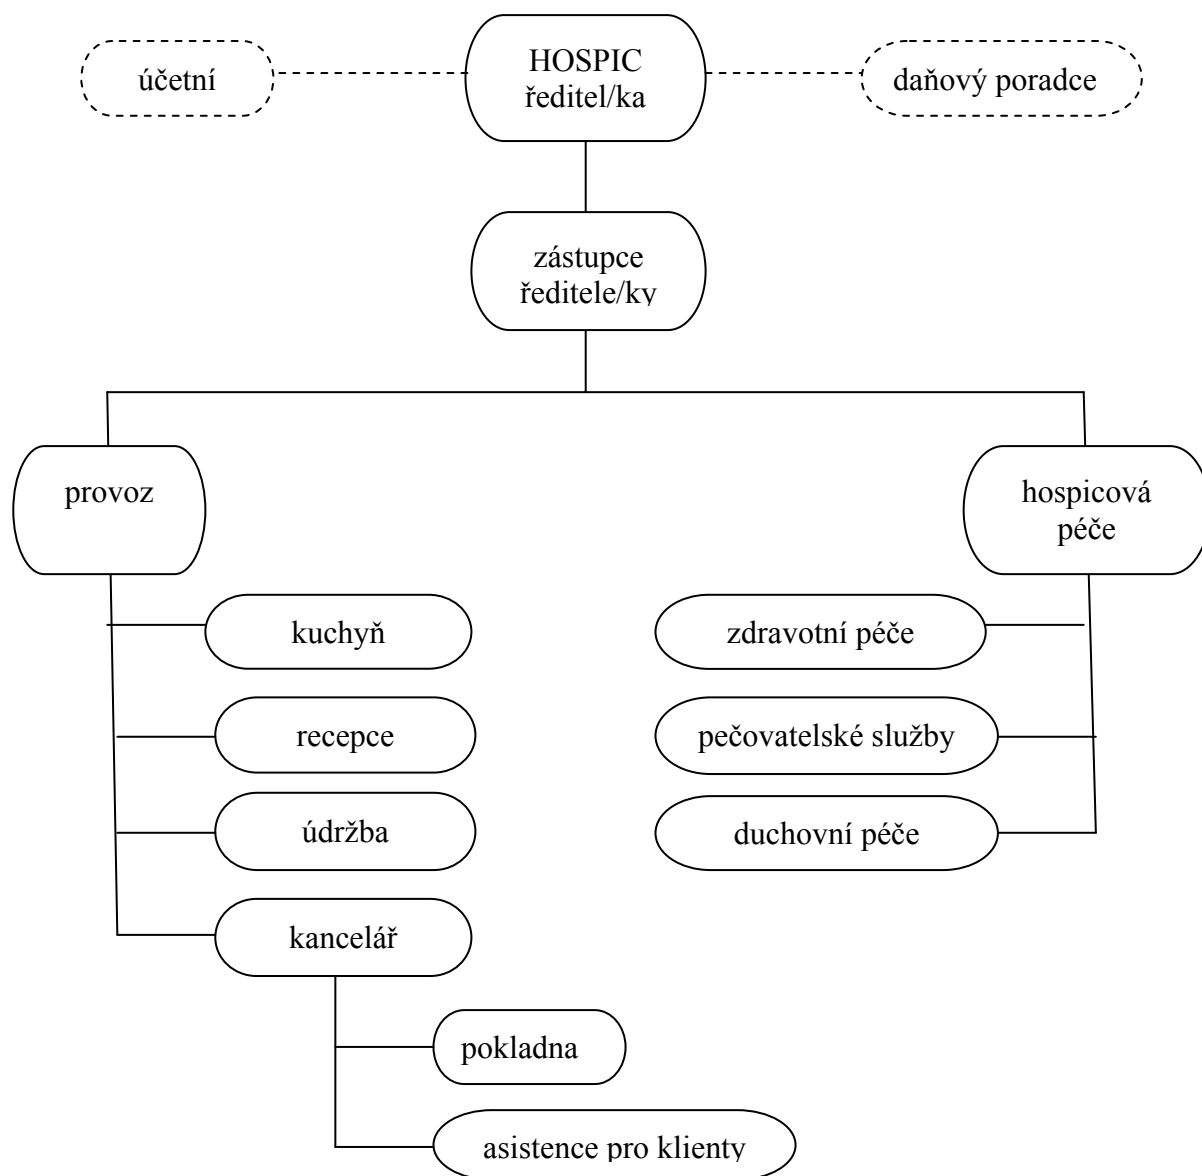 účetní
HOSPIC
ředitel/ka
daňový poradce
zástupce
ředitele/ky
provoz
hospicová
péče
kuchyň
zdravotní péče
recepce
pečovatelské služby
údržba
duchovní péče
kancelář
pokladna
asistence pro klienty